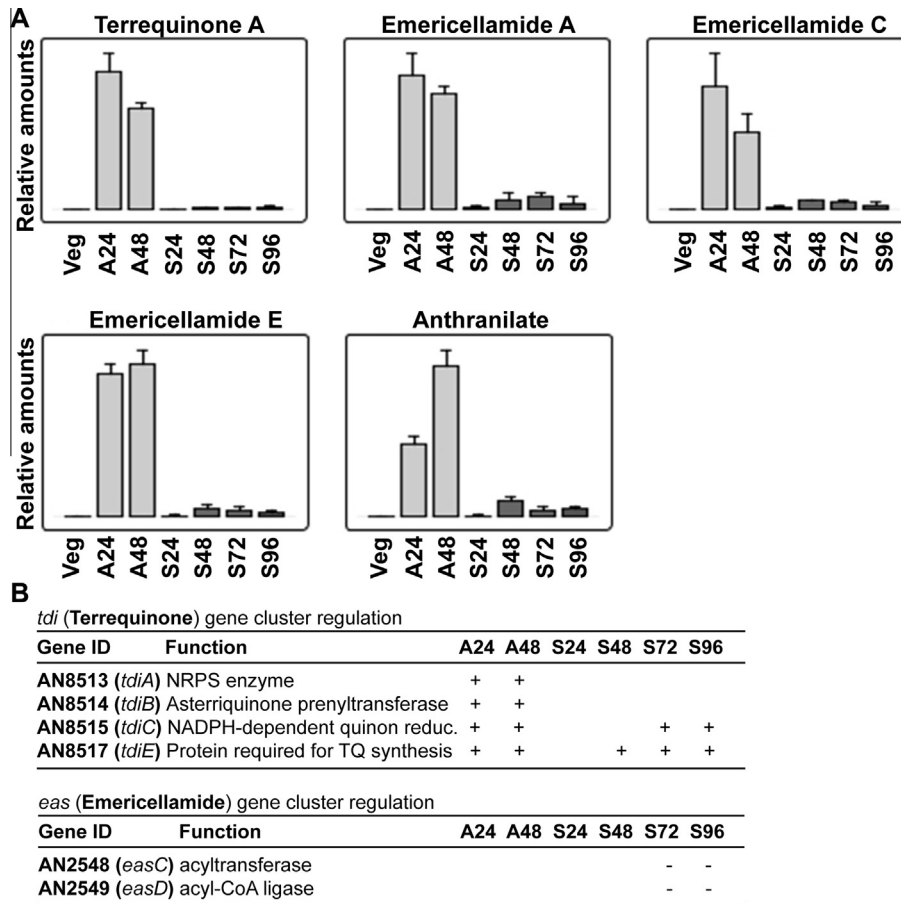 A
Terrequinone A
Emericellamide A
Emericellamide C
Relative amounts
Veg A24 A48 S24 S48 S72 S96
Veg A24 A48 S24 S48 S72 S96
Veg A24 A48 S24 S48 S72 S96
Emericellamide E
Anthranilate
Relative amounts
Veg A24 A48 S24 S48 S72 S96
Veg A24 A48 S24 S48 S72 S96
B
tdi (Terrequinone) gene cluster regulation
Gene ID Function A24 A48 S24 S48 S72 S96
AN8513 (tdiA) NRPS enzyme + +
AN8514 (tdiB) Asterriquinone prenyltransferase + +
AN8515 (tdiC) NADPH-dependent quinon reduc. + + + +
AN8517 (tdiE) Protein required for TQ synthesis + + + + +
eas (Emericellamide) gene cluster regulation
Gene ID Function A24 A48 S24 S48 S72 S96
AN2548 (easC) acyltransferase - -
AN2549 (easD) acyl-CoA ligase - -